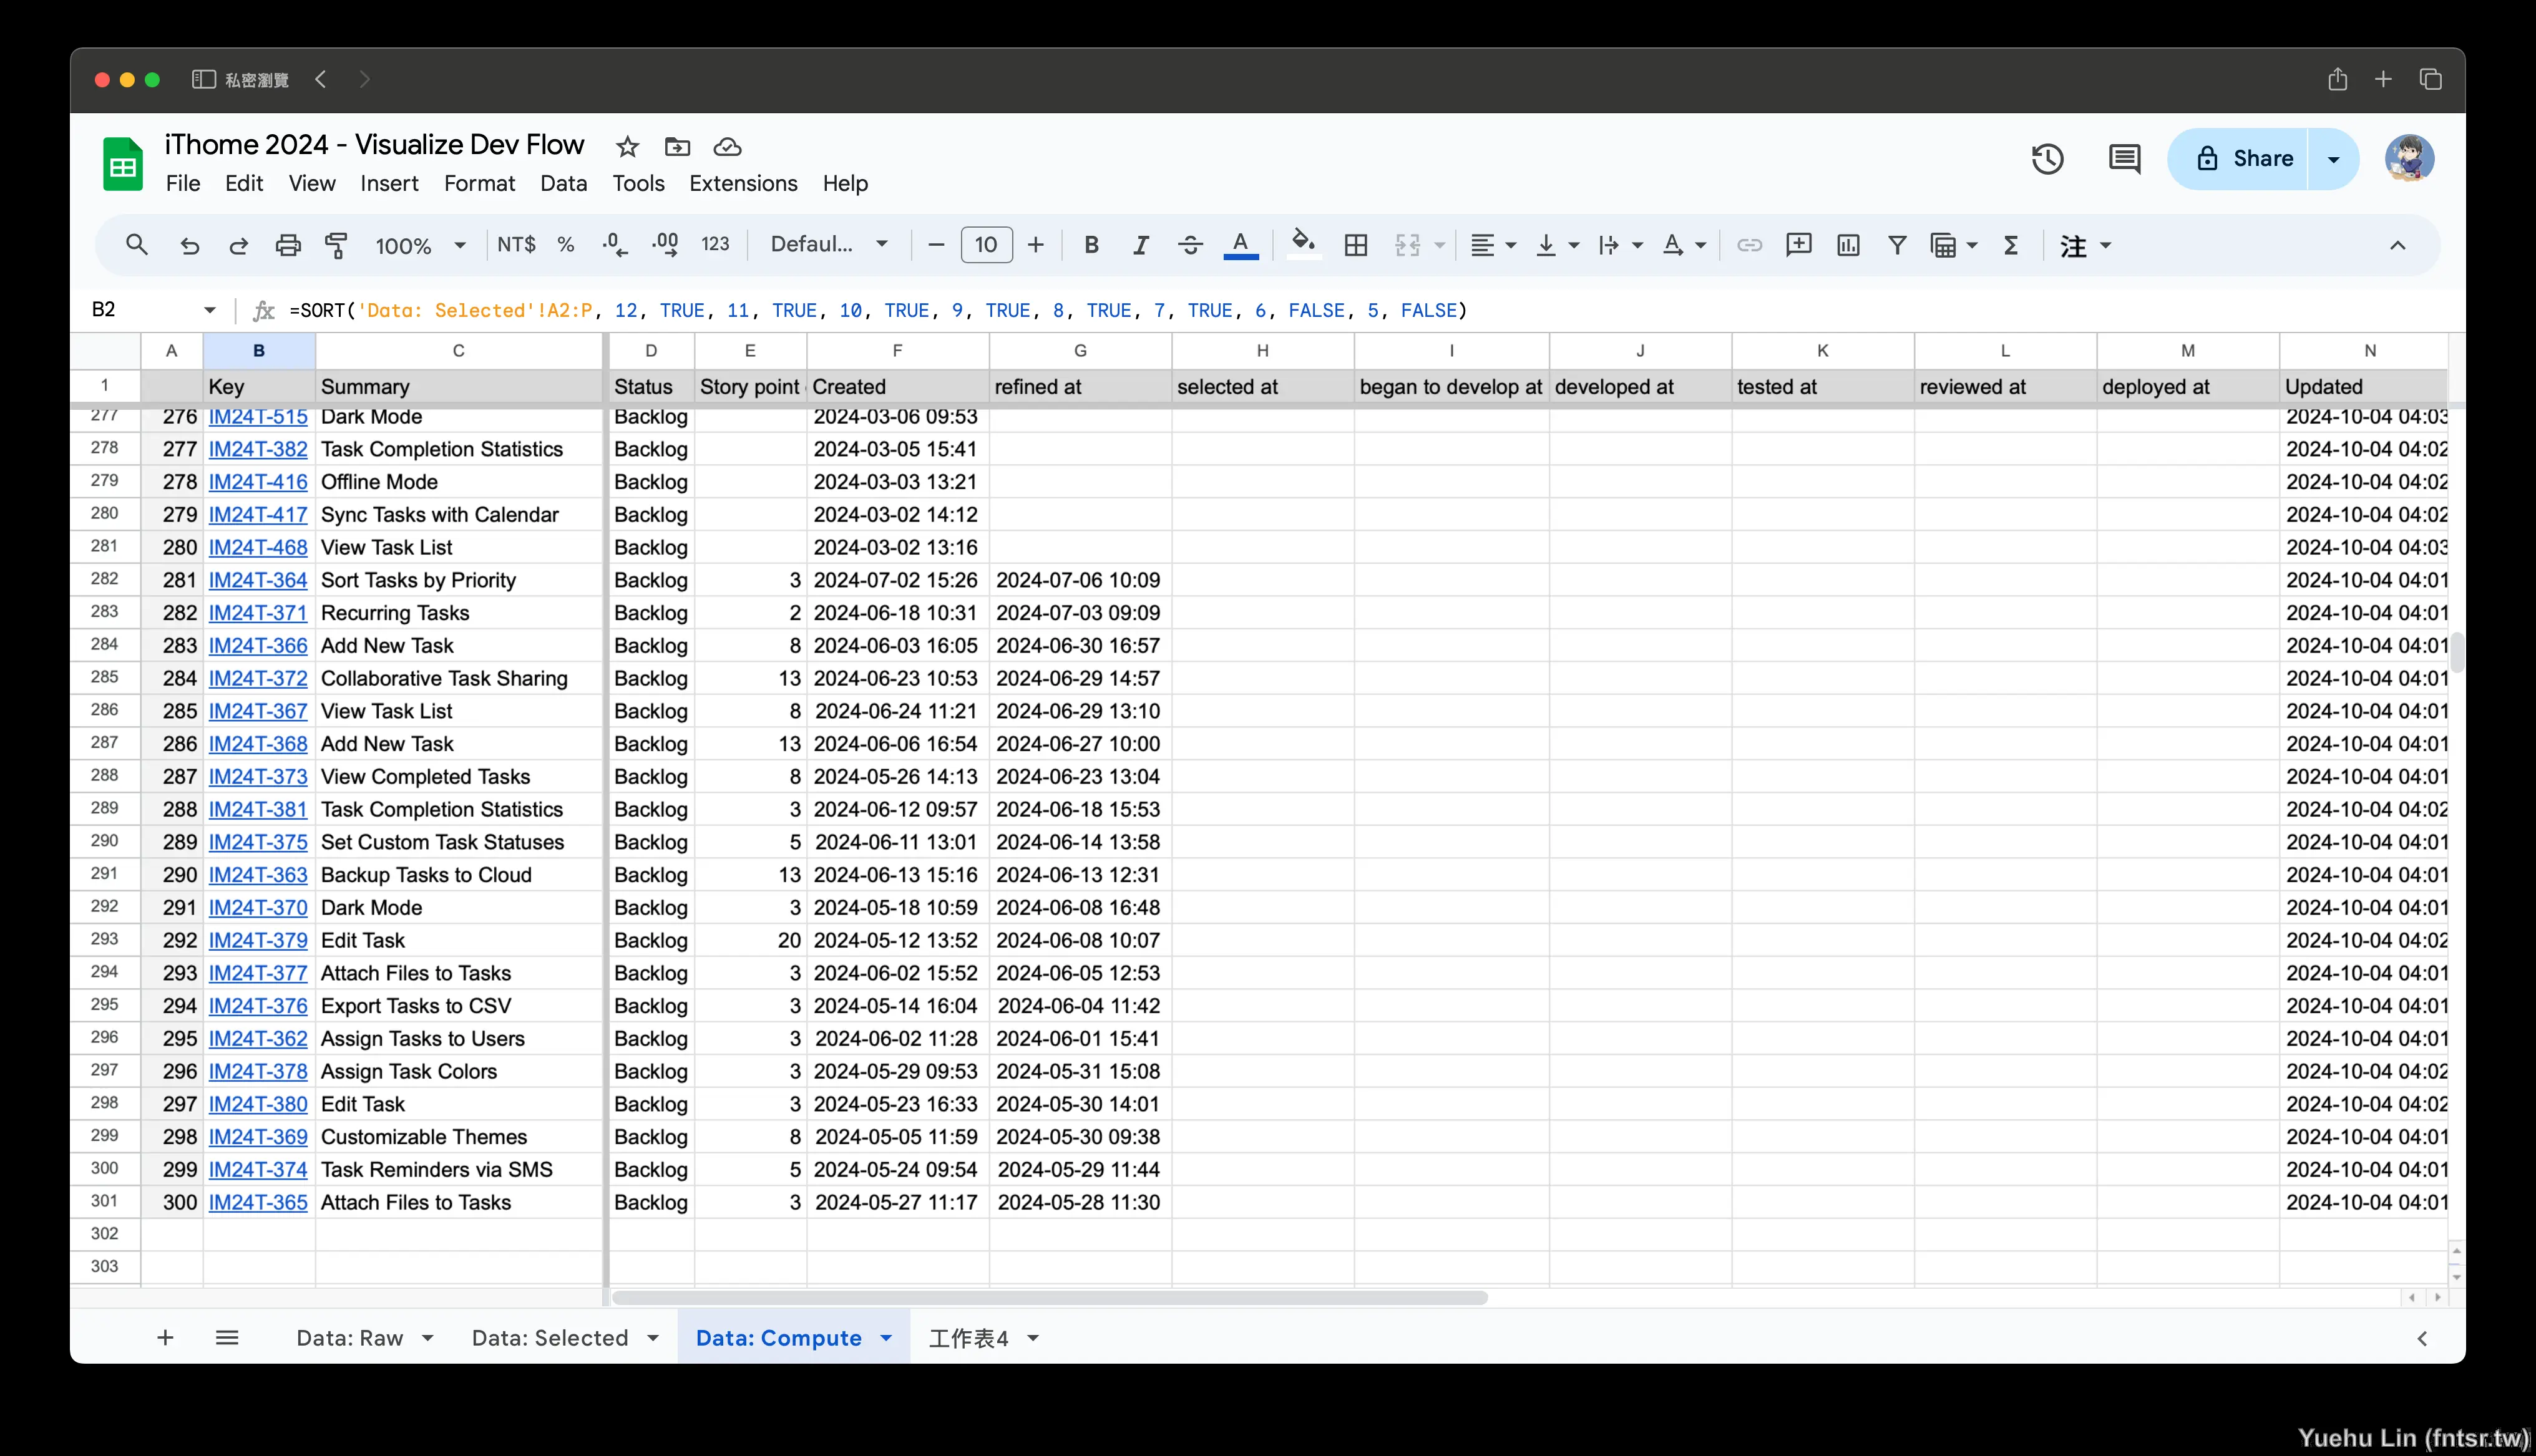 私密瀏覽
iThome 2024 - Visualize Dev Flow
File Edit View Insert Format Data Tools Extensions Help
Share
100% NT$ % .0 .00 123 Defaul... 10 B I A 注
B2 fx =SORT('Data: Selected'!A2:P, 12, TRUE, 11, TRUE, 10, TRUE, 9, TRUE, 8, TRUE, 7, TRUE, 6, FALSE, 5, FALSE)
A B C D E F G H I J K L M N
1 Key Summary Status Story point Created refined at selected at began to develop at developed at tested at reviewed at deployed at Updated
277 276 IM24T-515 Dark Mode Backlog 2024-03-06 09:53 2024-10-04 04:03
278 277 IM24T-382 Task Completion Statistics Backlog 2024-03-05 15:41 2024-10-04 04:02
279 278 IM24T-416 Offline Mode Backlog 2024-03-03 13:21 2024-10-04 04:02
280 279 IM24T-417 Sync Tasks with Calendar Backlog 2024-03-02 14:12 2024-10-04 04:02
281 280 IM24T-468 View Task List Backlog 2024-03-02 13:16 2024-10-04 04:03
282 281 IM24T-364 Sort Tasks by Priority Backlog 3 2024-07-02 15:26 2024-07-06 10:09 2024-10-04 04:01
283 282 IM24T-371 Recurring Tasks Backlog 2 2024-06-18 10:31 2024-07-03 09:09 2024-10-04 04:01
284 283 IM24T-366 Add New Task Backlog 8 2024-06-03 16:05 2024-06-30 16:57 2024-10-04 04:01
285 284 IM24T-372 Collaborative Task Sharing Backlog 13 2024-06-23 10:53 2024-06-29 14:57 2024-10-04 04:01
286 285 IM24T-367 View Task List Backlog 8 2024-06-24 11:21 2024-06-29 13:10 2024-10-04 04:01
287 286 IM24T-368 Add New Task Backlog 13 2024-06-06 16:54 2024-06-27 10:00 2024-10-04 04:01
288 287 IM24T-373 View Completed Tasks Backlog 8 2024-05-26 14:13 2024-06-23 13:04 2024-10-04 04:01
289 288 IM24T-381 Task Completion Statistics Backlog 3 2024-06-12 09:57 2024-06-18 15:53 2024-10-04 04:02
290 289 IM24T-375 Set Custom Task Statuses Backlog 5 2024-06-11 13:01 2024-06-14 13:58 2024-10-04 04:01
291 290 IM24T-363 Backup Tasks to Cloud Backlog 13 2024-06-13 15:16 2024-06-13 12:31 2024-10-04 04:01
292 291 IM24T-370 Dark Mode Backlog 3 2024-05-18 10:59 2024-06-08 16:48 2024-10-04 04:01
293 292 IM24T-379 Edit Task Backlog 20 2024-05-12 13:52 2024-06-08 10:07 2024-10-04 04:02
294 293 IM24T-377 Attach Files to Tasks Backlog 3 2024-06-02 15:52 2024-06-05 12:53 2024-10-04 04:01
295 294 IM24T-376 Export Tasks to CSV Backlog 3 2024-05-14 16:04 2024-06-04 11:42 2024-10-04 04:01
296 295 IM24T-362 Assign Tasks to Users Backlog 3 2024-06-02 11:28 2024-06-01 15:41 2024-10-04 04:01
297 296 IM24T-378 Assign Task Colors Backlog 3 2024-05-29 09:53 2024-05-31 15:08 2024-10-04 04:02
298 297 IM24T-380 Edit Task Backlog 3 2024-05-23 16:33 2024-05-30 14:01 2024-10-04 04:02
299 298 IM24T-369 Customizable Themes Backlog 8 2024-05-05 11:59 2024-05-30 09:38 2024-10-04 04:01
300 299 IM24T-374 Task Reminders via SMS Backlog 5 2024-05-24 09:54 2024-05-29 11:44 2024-10-04 04:01
301 300 IM24T-365 Attach Files to Tasks Backlog 3 2024-05-27 11:17 2024-05-28 11:30 2024-10-04 04:01
302
303
Data: Raw Data: Selected Data: Compute 工作表4
Yuehu Lin (fntsr.tw)